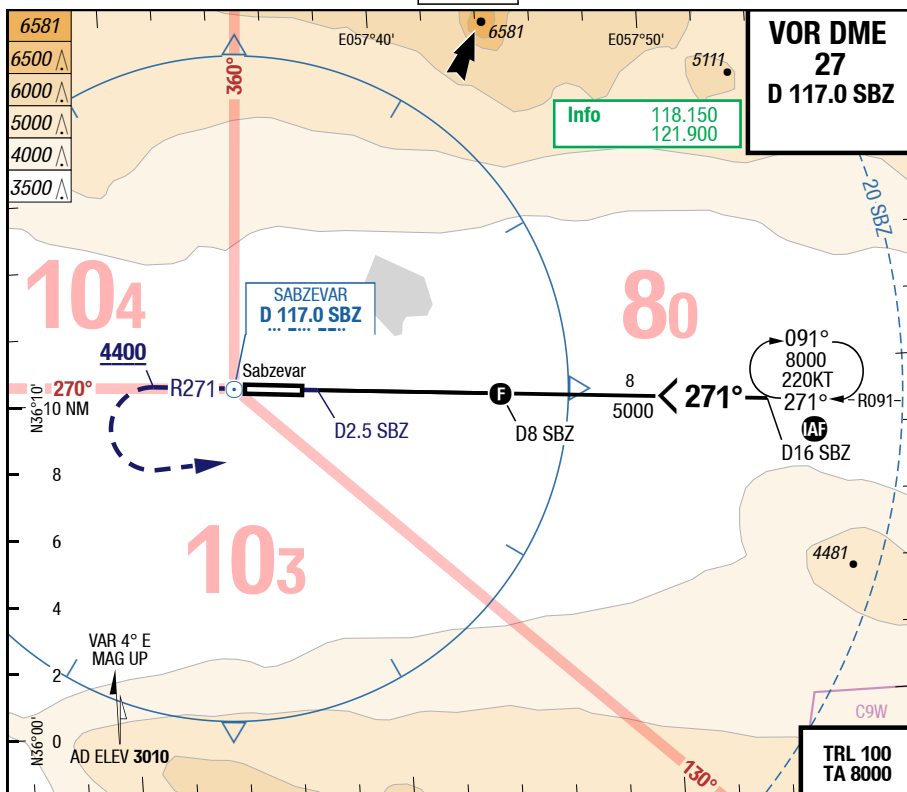 6581
6500
6000
5000
4000
3500
E057°40'
6581
E057°50'
5111
VOR DME
27
D 117.0 SBZ
Info 118.150
121.900
360°
20 SBZ
104
80
SABZEVAR
D 117.0 SBZ
4400
270°
R271
Sabzevar
10 NM
N36°10'
D2.5 SBZ
F
D8 SBZ
8
5000
271°
091°
8000
220KT
271°
R091
IAF
D16 SBZ
8
6
4
2
0
103
4481
VAR 4° E
MAG UP
N36°00'
AD ELEV 3010
130°
C9W
TRL 100
TA 8000